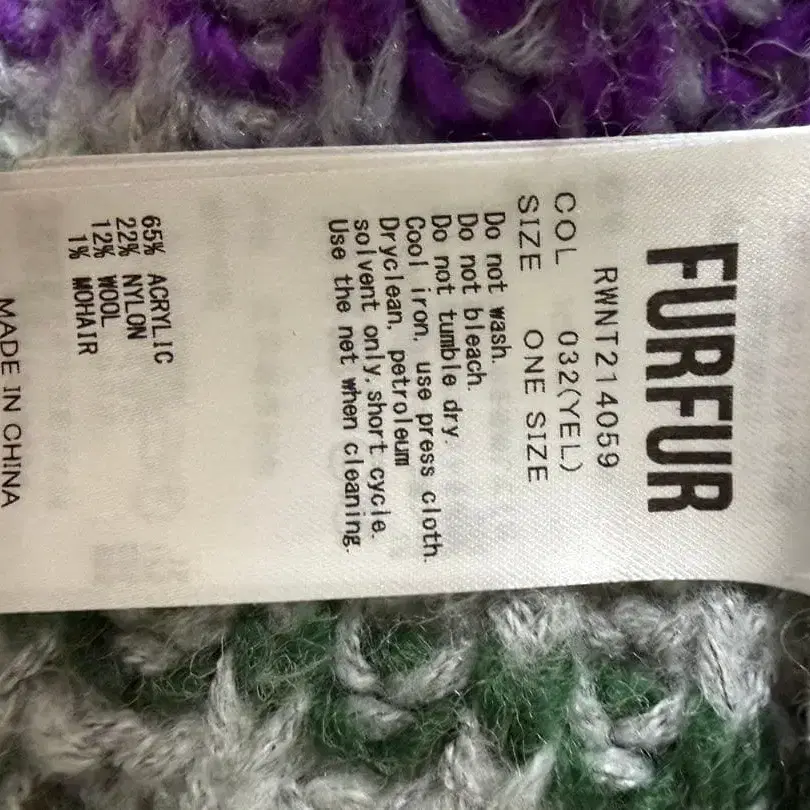 FURFUR
RWNT214059
COL 032(YEL)
SIZE ONE SIZE
Do not wash.
Do not bleach.
Do not tumble dry.
Cool iron, use press cloth.
Dryclean, petroleum
solvent only, short cycle.
Use the net when cleaning.
65% ACRYLIC
22% NYLON
12% WOOL
1% MOHAIR
MADE IN CHINA